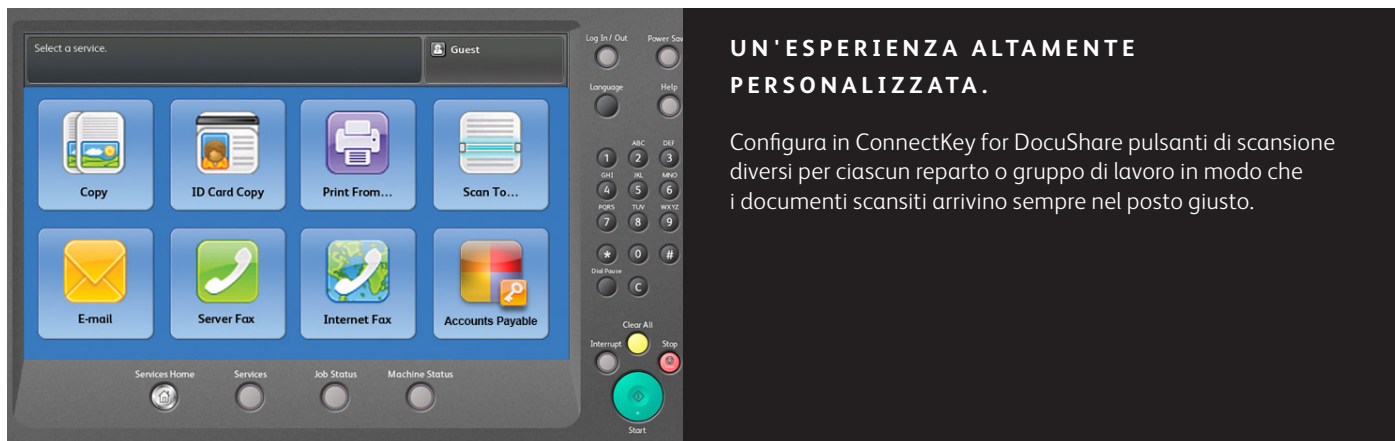 Select a service.
Guest
Copy
ID Card Copy
Print From...
Scan To...
E-mail
Server Fax
Internet Fax
Accounts Payable
Services Home
Services
Job Status
Machine Status
Log In / Out
Power Sav
Language
Help
ABC
DEF
1
2
3
GHI
JKL
MNO
4
5
6
PQRS
TUV
WXYZ
7
8
9
*
0
#
Dial Pause
C
Clear All
Interrupt
Stop
Start
UN'ESPERIENZA ALTAMENTE
PERSONALIZZATA.
Configura in ConnectKey for DocuShare pulsanti di scansione
diversi per ciascun reparto o gruppo di lavoro in modo che
i documenti scansiti arrivino sempre nel posto giusto.